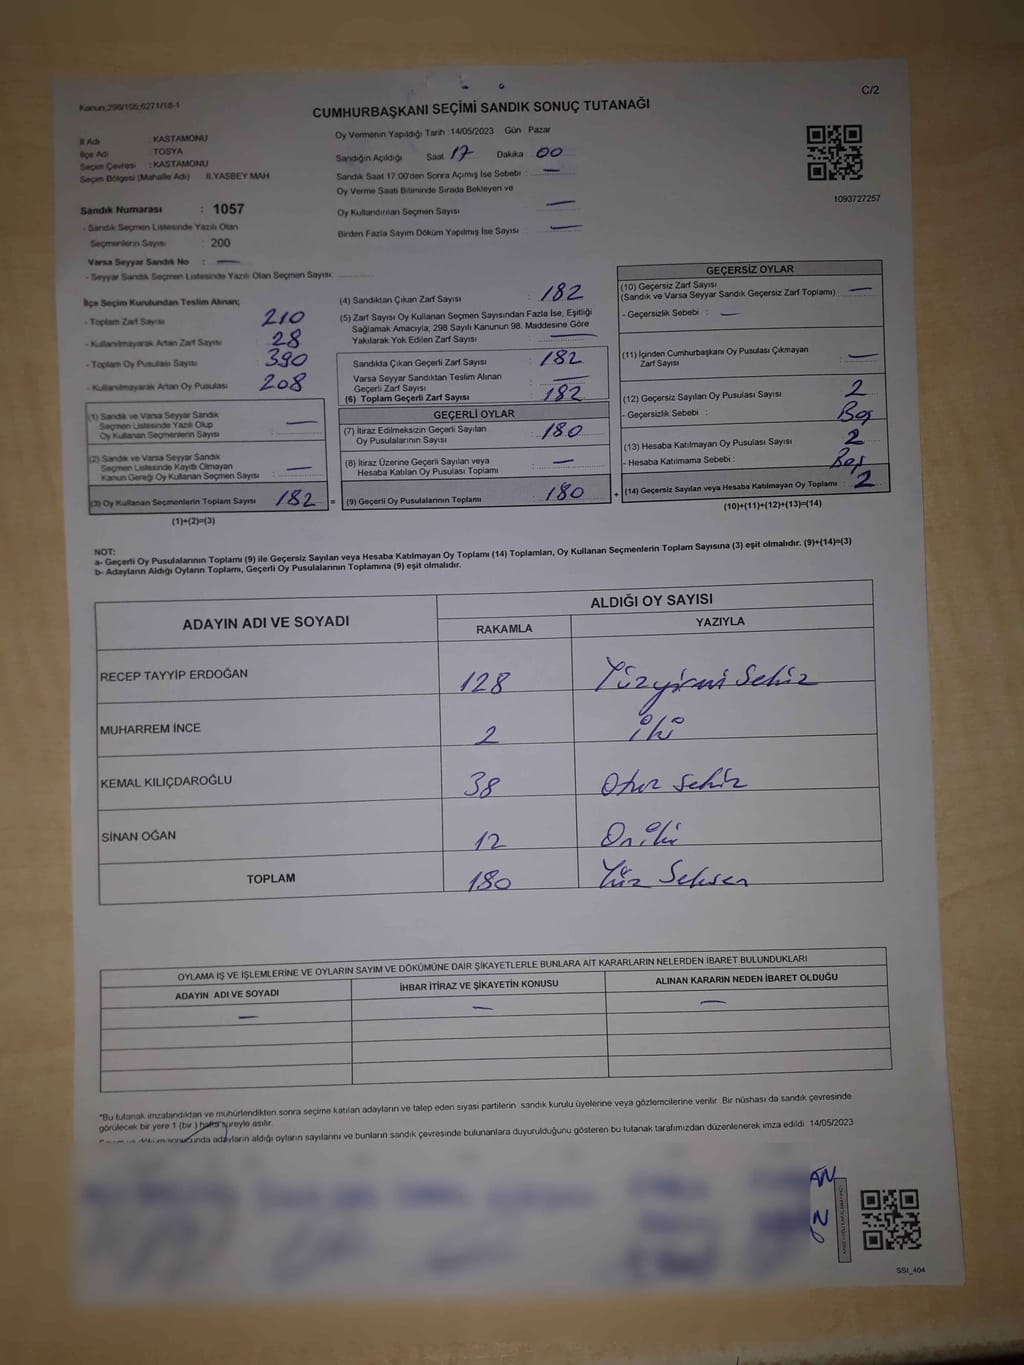 Kanun;298/105;6271/18-1
C/2
CUMHURBAŞKANI SEÇİMİ SANDIK SONUÇ TUTANAĞI
İl Adı : KASTAMONU
İlçe Adı : TOSYA
Seçim Çevresi : KASTAMONU
Seçim Bölgesi (Mahalle Adı) İLYASBEY MAH
Sandık Numarası : 1057
- Sandık Seçmen Listesinde Yazılı Olan
Seçmenlerin Sayısı : 200
Varsa Seyyar Sandık No : —
- Seyyar Sandık Seçmen Listesinde Yazılı Olan Seçmen Sayısı:
Oy Vermenin Yapıldığı Tarih : 14/05/2023 Gün : Pazar
Sandığın Açıldığı Saat 17 Dakika 00
Sandık Saat 17:00'den Sonra Açımış İse Sebebi : —
Oy Verme Saati Bitiminde Sırada Bekleyen ve
Oy Kullandırılan Seçmen Sayısı —
Birden Fazla Sayım Döküm Yapılmış İse Sayısı —
1093727257
İlçe Seçim Kurulundan Teslim Alınan;
- Toplam Zarf Sayısı 210
- Kullanılmayarak Artan Zarf Sayısı 28
- Toplam Oy Pusulası Sayısı 390
- Kullanılmayarak Artan Oy Pusulası 208
(1) Sandık ve Varsa Seyyar Sandık
Seçmen Listesinde Yazılı Olup
Oy Kullanan Seçmenlerin Sayısı —
(2) Sandık ve Varsa Seyyar Sandık
Seçmen Listesinde Kayıtlı Olmayan
Kanun Gereği Oy Kullanan Seçmen Sayısı : —
(3) Oy Kullanan Seçmenlerin Toplam Sayısı 182 =
(1)+(2)=(3)
(4) Sandıktan Çıkan Zarf Sayısı : 182
(5) Zarf Sayısı Oy Kullanan Seçmen Sayısından Fazla İse, Eşitliği
Sağlamak Amacıyla; 298 Sayılı Kanunun 98. Maddesine Göre
Yakılarak Yok Edilen Zarf Sayısı : —
Sandıkta Çıkan Geçerli Zarf Sayısı : 182
Varsa Seyyar Sandıktan Teslim Alınan
Geçerli Zarf Sayısı —
(6) Toplam Geçerli Zarf Sayısı : 182
GEÇERLİ OYLAR
(7) İtiraz Edilmeksizin Geçerli Sayılan
Oy Pusulalarının Sayısı : 180
(8) İtiraz Üzerine Geçerli Sayılan veya
Hesaba Katılan Oy Pusulası Toplamı : —
(9) Geçerli Oy Pusulalarının Toplamı : 180 +
GEÇERSİZ OYLAR
(10) Geçersiz Zarf Sayısı
(Sandık ve Varsa Seyyar Sandık Geçersiz Zarf Toplamı) —
- Geçersizlik Sebebi : —
(11) İçinden Cumhurbaşkanı Oy Pusulası Çıkmayan
Zarf Sayısı : —
(12) Geçersiz Sayılan Oy Pusulası Sayısı : 2
- Geçersizlik Sebebi : Boş
(13) Hesaba Katılmayan Oy Pusulası Sayısı : 2
- Hesaba Katılmama Sebebi : Boş
(14) Geçersiz Sayılan veya Hesaba Katılmayan Oy Toplamı : 2
(10)+(11)+(12)+(13)=(14)
NOT:
a- Geçerli Oy Pusulalarının Toplamı (9) ile Geçersiz Sayılan veya Hesaba Katılmayan Oy Toplamı (14) Toplamları, Oy Kullanan Seçmenlerin Toplam Sayısına (3) eşit olmalıdır. (9)+(14)=(3)
b- Adayların Aldığı Oyların Toplamı, Geçerli Oy Pusulalarının Toplamına (9) eşit olmalıdır.
ADAYIN ADI VE SOYADI
ALDIĞI OY SAYISI
RAKAMLA YAZIYLA
RECEP TAYYİP ERDOĞAN 128 Yüzyirmi Sekiz
MUHARREM İNCE 2 iki
KEMAL KILIÇDAROĞLU 38 Otuz Sekiz
SİNAN OĞAN 12 Oniki
TOPLAM 180 Yüz Seksen
OYLAMA İŞ VE İŞLEMLERİNE VE OYLARIN SAYIM VE DÖKÜMÜNE DAİR ŞİKAYETLERLE BUNLARA AİT KARARLARIN NELERDEN İBARET BULUNDUKLARI
ADAYIN ADI VE SOYADI İHBAR İTİRAZ VE ŞİKAYETİN KONUSU ALINAN KARARIN NEDEN İBARET OLDUĞU
— — —
*Bu tutanak imzalandıktan ve mühürlendikten sonra seçime katılan adayların ve talep eden siyasi partilerin sandık kurulu üyelerine veya gözlemcilerine verilir. Bir nüshası da sandık çevresinde
görülecek bir yere 1 (bir ) hafta süreyle asılır.
Sayım ve döküm sonucunda adayların aldığı oyların sayılarını ve bunların sandık çevresinde bulunanlara duyurulduğunu gösteren bu tutanak tarafımızdan düzenlenerek imza edildi. 14/05/2023
SSI_404